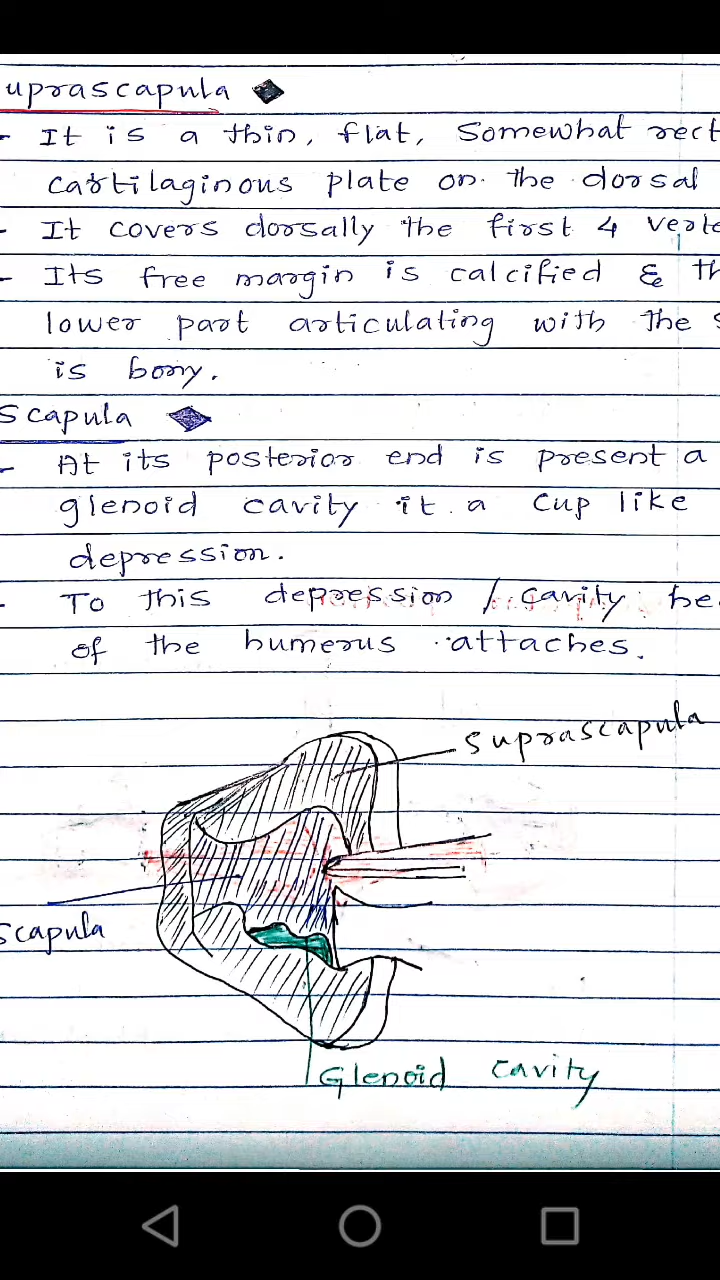 uprascapula
- It is a thin, flat, somewhat rect
cartilaginous plate on the dorsal
- It covers dorsally the first 4 verte
- Its free margin is calcified & th
lower part articulating with the s
is bony.
Scapula
- At its posterior end is present a
glenoid cavity it a cup like
depression.
- To this depression / cavity he
of the humerus attaches.
Suprascapula
Scapula
Glenoid cavity